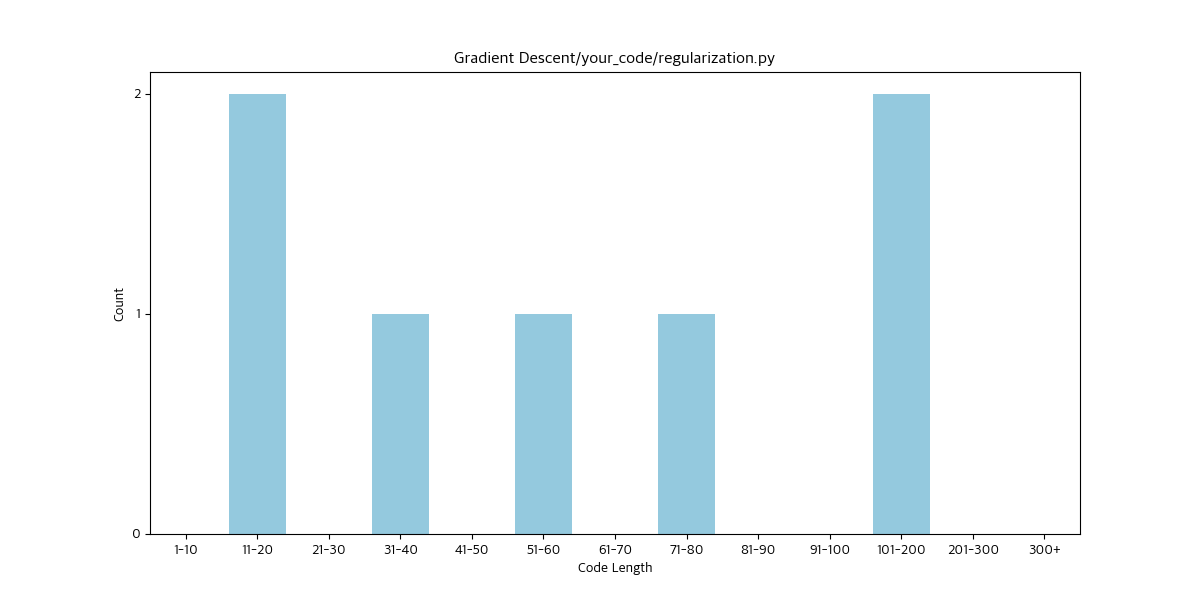 Gradient Descent/your_code/regularization.py
Count
2
1
0
1-10 11-20 21-30 31-40 41-50 51-60 61-70 71-80 81-90 91-100 101-200 201-300 300+
Code Length